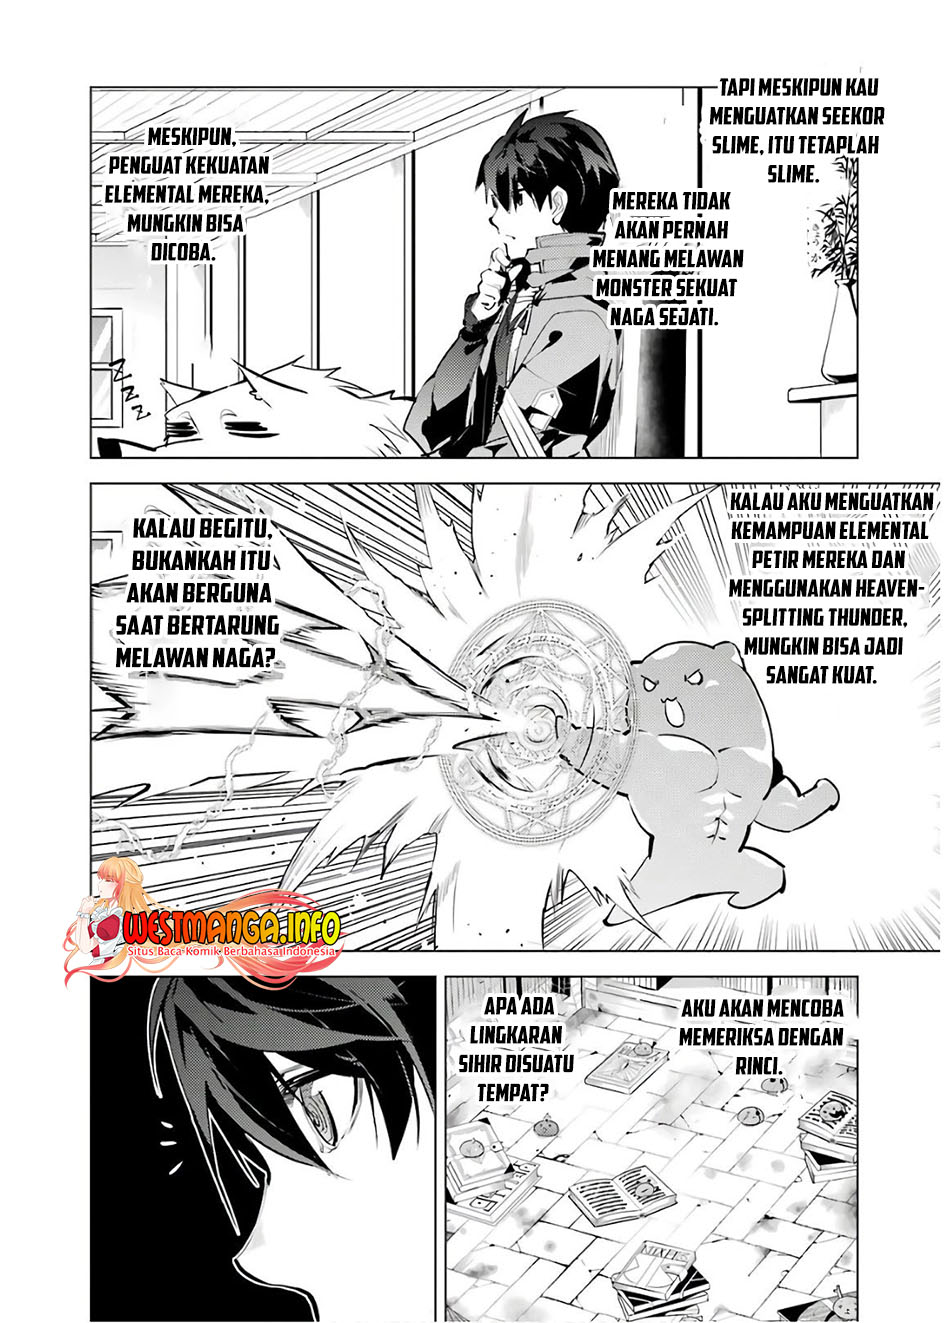 TAPI MESKIPUN KAU
MENGUATKAN SEEKOR
SLIME, ITU TETAPLAH
SLIME.
MEREKA TIDAK
AKAN PERNAH
MENANG MELAWAN
MONSTER SEKUAT
NAGA SEJATI.
MESKIPUN,
PENGUAT KEKUATAN
ELEMENTAL MEREKA,
MUNGKIN BISA
DICOBA.
Z
Z
Z
KALAU AKU MENGUATKAN
KEMAMPUAN ELEMENTAL
PETIR MEREKA DAN
MENGGUNAKAN HEAVEN-
SPLITTING THUNDER,
MUNGKIN BISA JADI
SANGAT KUAT.
KALAU BEGITU,
BUKANKAH ITU
AKAN BERGUNA
SAAT BERTARUNG
MELAWAN NAGA?
WESTMANGA.INFO
Situs Baca Komik Berbahasa Indonesia
AKU AKAN MENCOBA
MEMERIKSA DENGAN
RINCI.
APA ADA
LINGKARAN
SIHIR DISUATU
TEMPAT?